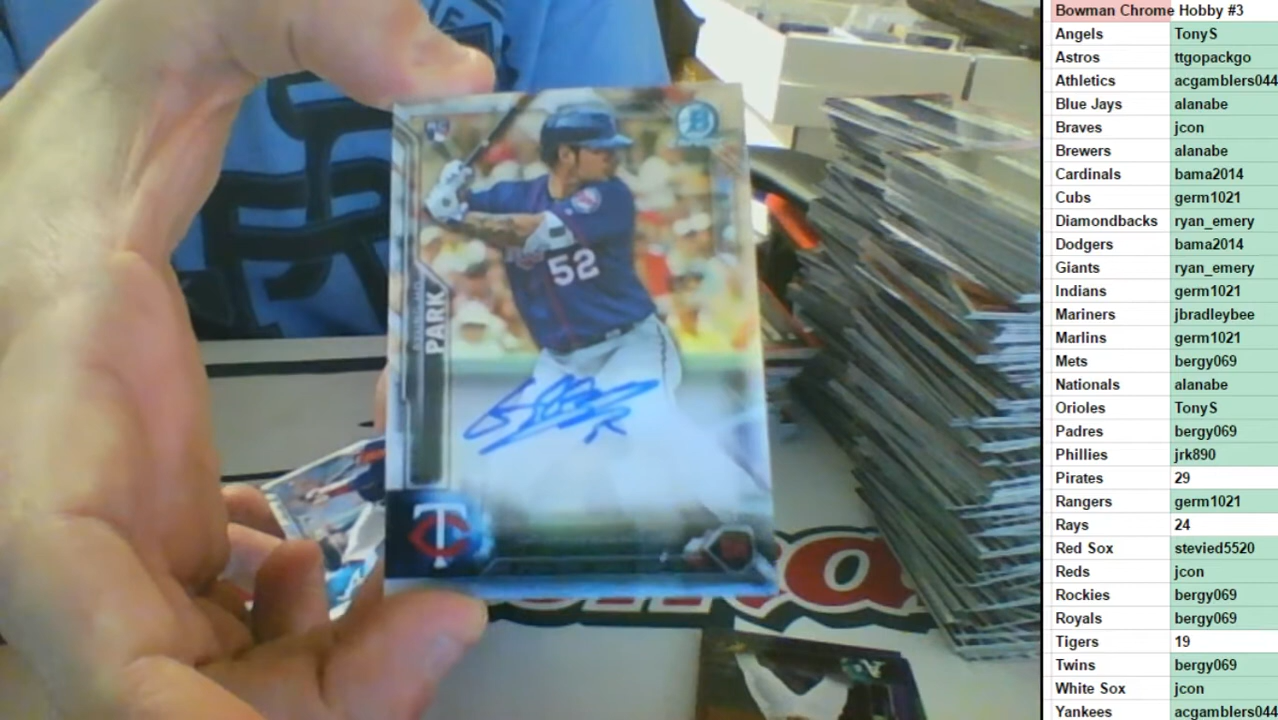 B
PARK
52
TC
Bowman Chrome Hobby #3
Angels TonyS
Astros ttgopackgo
Athletics acgamblers044
Blue Jays alanabe
Braves jcon
Brewers alanabe
Cardinals bama2014
Cubs germ1021
Diamondbacks ryan_emery
Dodgers bama2014
Giants ryan_emery
Indians germ1021
Mariners jbradleybee
Marlins germ1021
Mets bergy069
Nationals alanabe
Orioles TonyS
Padres bergy069
Phillies jrk890
Pirates 29
Rangers germ1021
Rays 24
Red Sox stevied5520
Reds jcon
Rockies bergy069
Royals bergy069
Tigers 19
Twins bergy069
White Sox jcon
Yankees acgamblers044